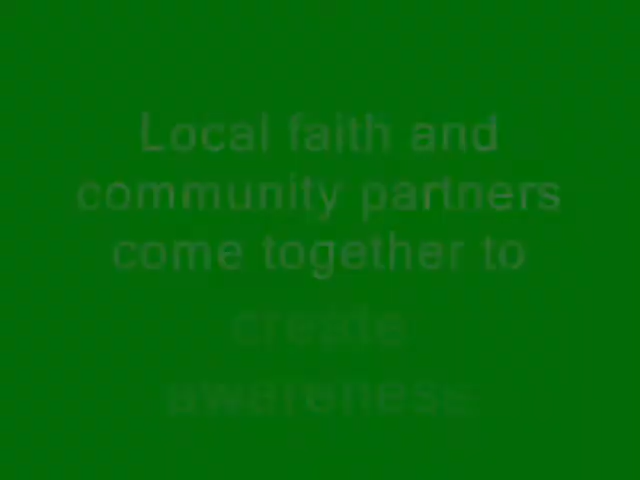 Local faith and
community partners
come together to
create
awareness